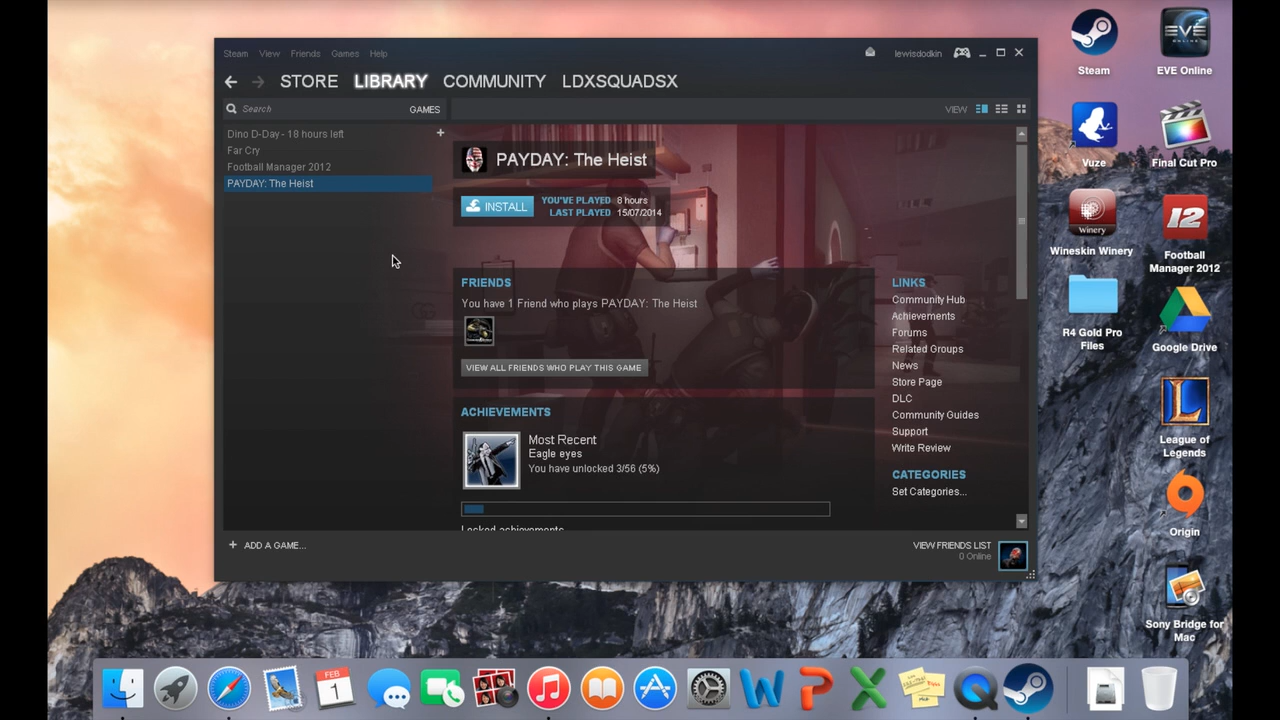 Steam View Friends Games Help
lewisdodkin
STORE LIBRARY COMMUNITY LDXSQUADSX
Search
GAMES
VIEW
Dino D-Day - 18 hours left
Far Cry
Football Manager 2012
PAYDAY: The Heist
PAYDAY: The Heist
INSTALL
YOU'VE PLAYED 8 hours
LAST PLAYED 15/07/2014
FRIENDS
You have 1 Friend who plays PAYDAY: The Heist
VIEW ALL FRIENDS WHO PLAY THIS GAME
ACHIEVEMENTS
Most Recent
Eagle eyes
You have unlocked 3/56 (5%)
Locked achievements
LINKS
Community Hub
Achievements
Forums
Related Groups
News
Store Page
DLC
Community Guides
Support
Write Review
CATEGORIES
Set Categories...
+ ADD A GAME...
VIEW FRIENDS LIST
0 Online
Steam
EVE
ONLINE
EVE Online
Vuze
Final Cut Pro
Winery
Wineskin Winery
12
Football
Manager 2012
R4 Gold Pro
Files
Google Drive
L
League of
Legends
Origin
Sony Bridge for
Mac
FEB
1